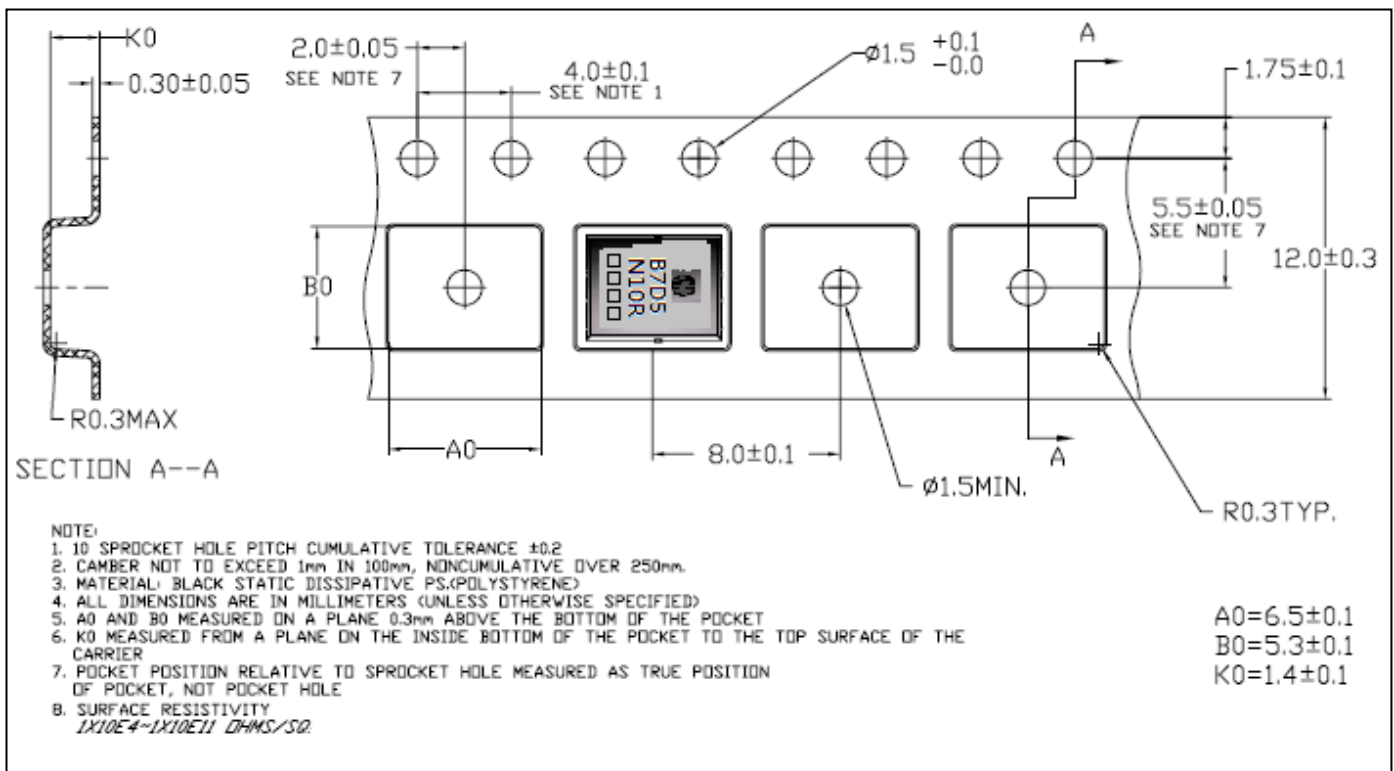 K0
0.30±0.05
2.0±0.05
SEE NOTE 7
4.0±0.1
SEE NOTE 1
Ø1.5 +0.1 -0.0
A
1.75±0.1
5.5±0.05
SEE NOTE 7
12.0±0.3
B0
B7D5
N10R
R0.3MAX
A0
8.0±0.1
A
Ø1.5MIN.
R0.3TYP.
SECTION A--A
NOTE:
1. 10 SPROCKET HOLE PITCH CUMULATIVE TOLERANCE ±0.2
2. CAMBER NOT TO EXCEED 1mm IN 100mm, NONCUMULATIVE OVER 250mm.
3. MATERIAL: BLACK STATIC DISSIPATIVE PS.(POLYSTYRENE)
4. ALL DIMENSIONS ARE IN MILLIMETERS (UNLESS OTHERWISE SPECIFIED)
5. A0 AND B0 MEASURED ON A PLANE 0.3mm ABOVE THE BOTTOM OF THE POCKET
6. K0 MEASURED FROM A PLANE ON THE INSIDE BOTTOM OF THE POCKET TO THE TOP SURFACE OF THE
CARRIER
7. POCKET POSITION RELATIVE TO SPROCKET HOLE MEASURED AS TRUE POSITION
OF POCKET, NOT POCKET HOLE
8. SURFACE RESISTIVITY
1X10E4~1X10E11 OHMS/SQ.
A0=6.5±0.1
B0=5.3±0.1
K0=1.4±0.1